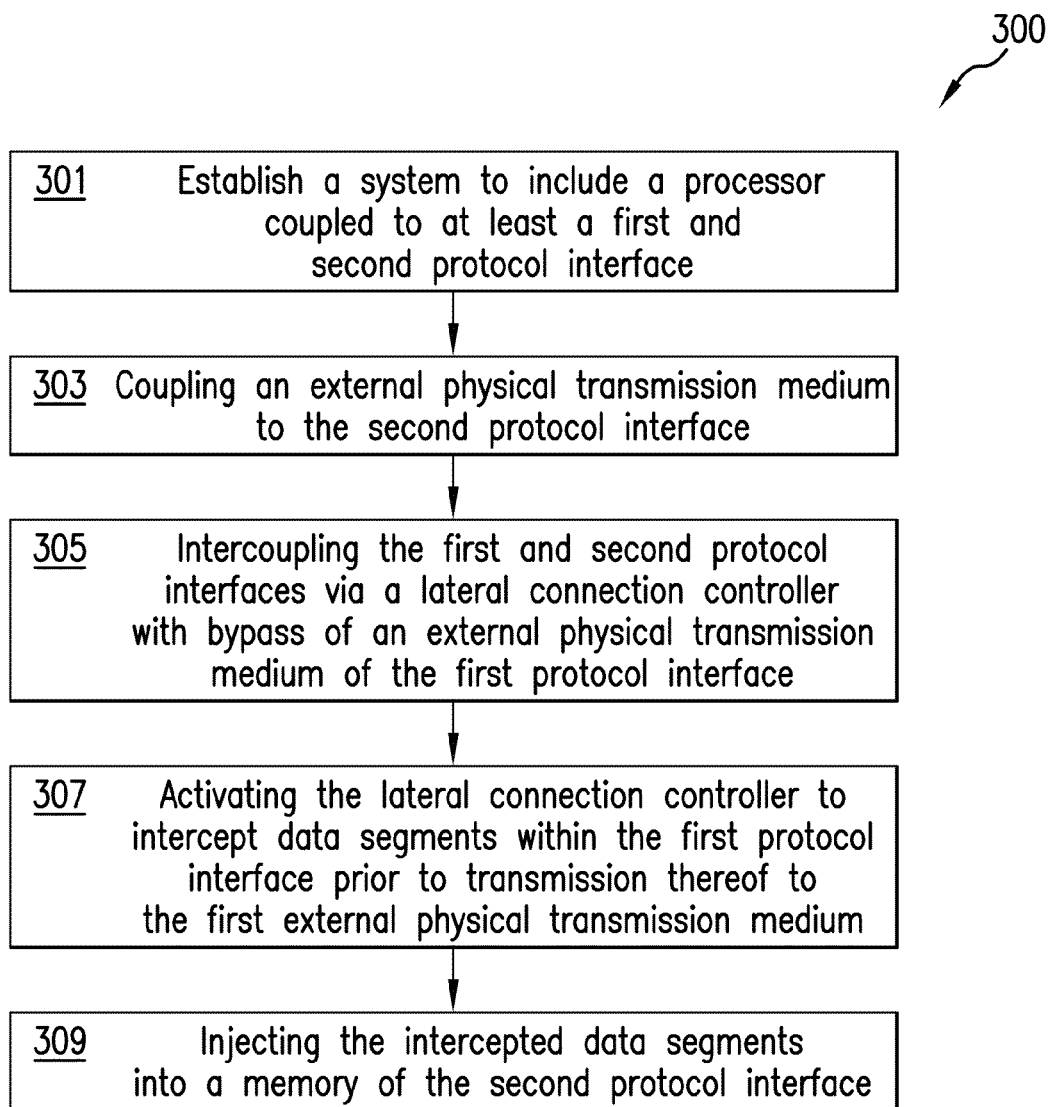 300
301 Establish a system to include a processor
coupled to at least a first and
second protocol interface
303 Coupling an external physical transmission medium
to the second protocol interface
305 Intercoupling the first and second protocol
interfaces via a lateral connection controller
with bypass of an external physical transmission
medium of the first protocol interface
307 Activating the lateral connection controller to
intercept data segments within the first protocol
interface prior to transmission thereof to
the first external physical transmission medium
309 Injecting the intercepted data segments
into a memory of the second protocol interface